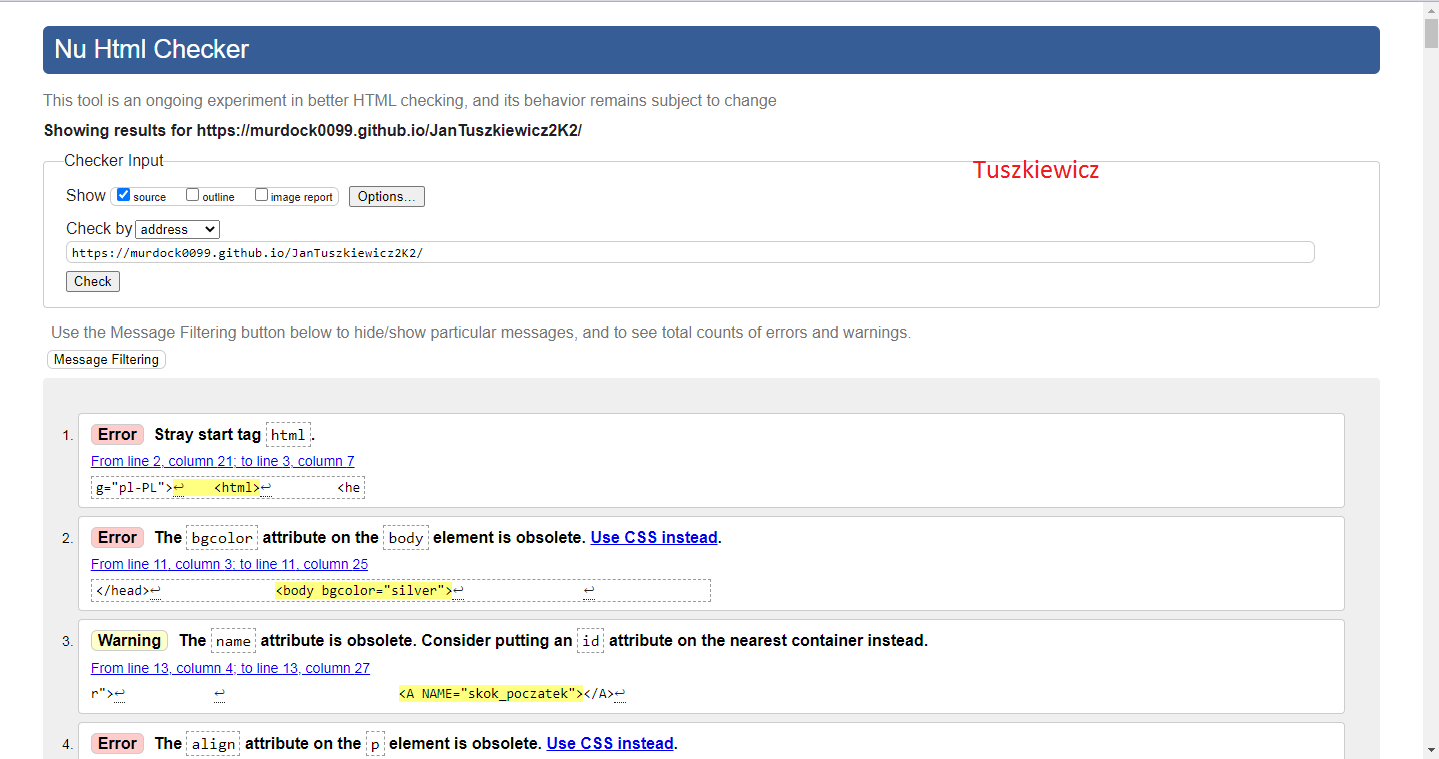 Nu Html Checker
This tool is an ongoing experiment in better HTML checking, and its behavior remains subject to change
Showing results for https://murdock0099.github.io/JanTuszkiewicz2K2/
Checker Input
Tuszkiewicz
Show source outline image report Options...
Check by address
https://murdock0099.github.io/JanTuszkiewicz2K2/
Check
Use the Message Filtering button below to hide/show particular messages, and to see total counts of errors and warnings.
Message Filtering
1. Error Stray start tag html.
From line 2, column 21; to line 3, column 7
g="pl-PL">↩ <html>↩ <he
2. Error The bgcolor attribute on the body element is obsolete. Use CSS instead.
From line 11, column 3; to line 11, column 25
</head>↩ <body bgcolor="silver">↩ ↩
3. Warning The name attribute is obsolete. Consider putting an id attribute on the nearest container instead.
From line 13, column 4; to line 13, column 27
r">↩ ↩ <A NAME="skok_poczatek"></A>↩
4. Error The align attribute on the p element is obsolete. Use CSS instead.